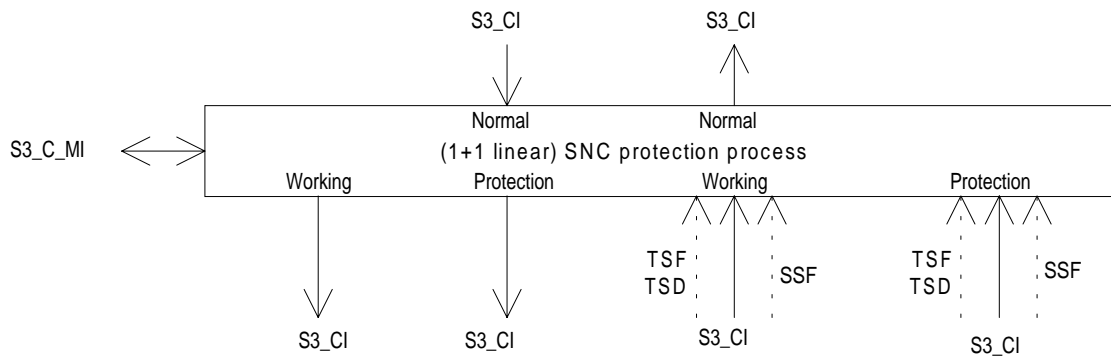 S3_CI S3_CI
S3_C_MI
Normal Normal
(1+1 linear) SNC protection process
Working Protection Working Protection
TSF TSF
TSD SSF TSD SSF
S3_CI S3_CI S3_CI S3_CI